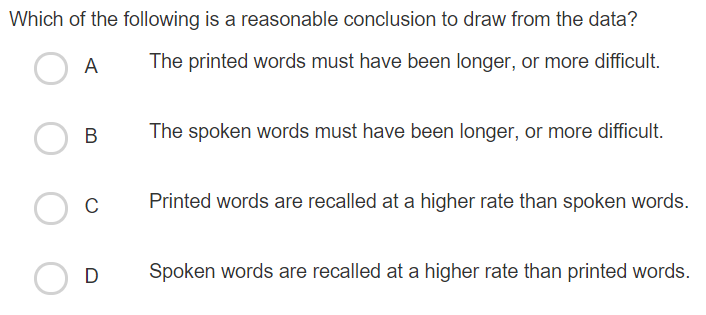 Which of the following is a reasonable conclusion to draw from the data?
A The printed words must have been longer, or more difficult.
B The spoken words must have been longer, or more difficult.
C Printed words are recalled at a higher rate than spoken words.
D Spoken words are recalled at a higher rate than printed words.